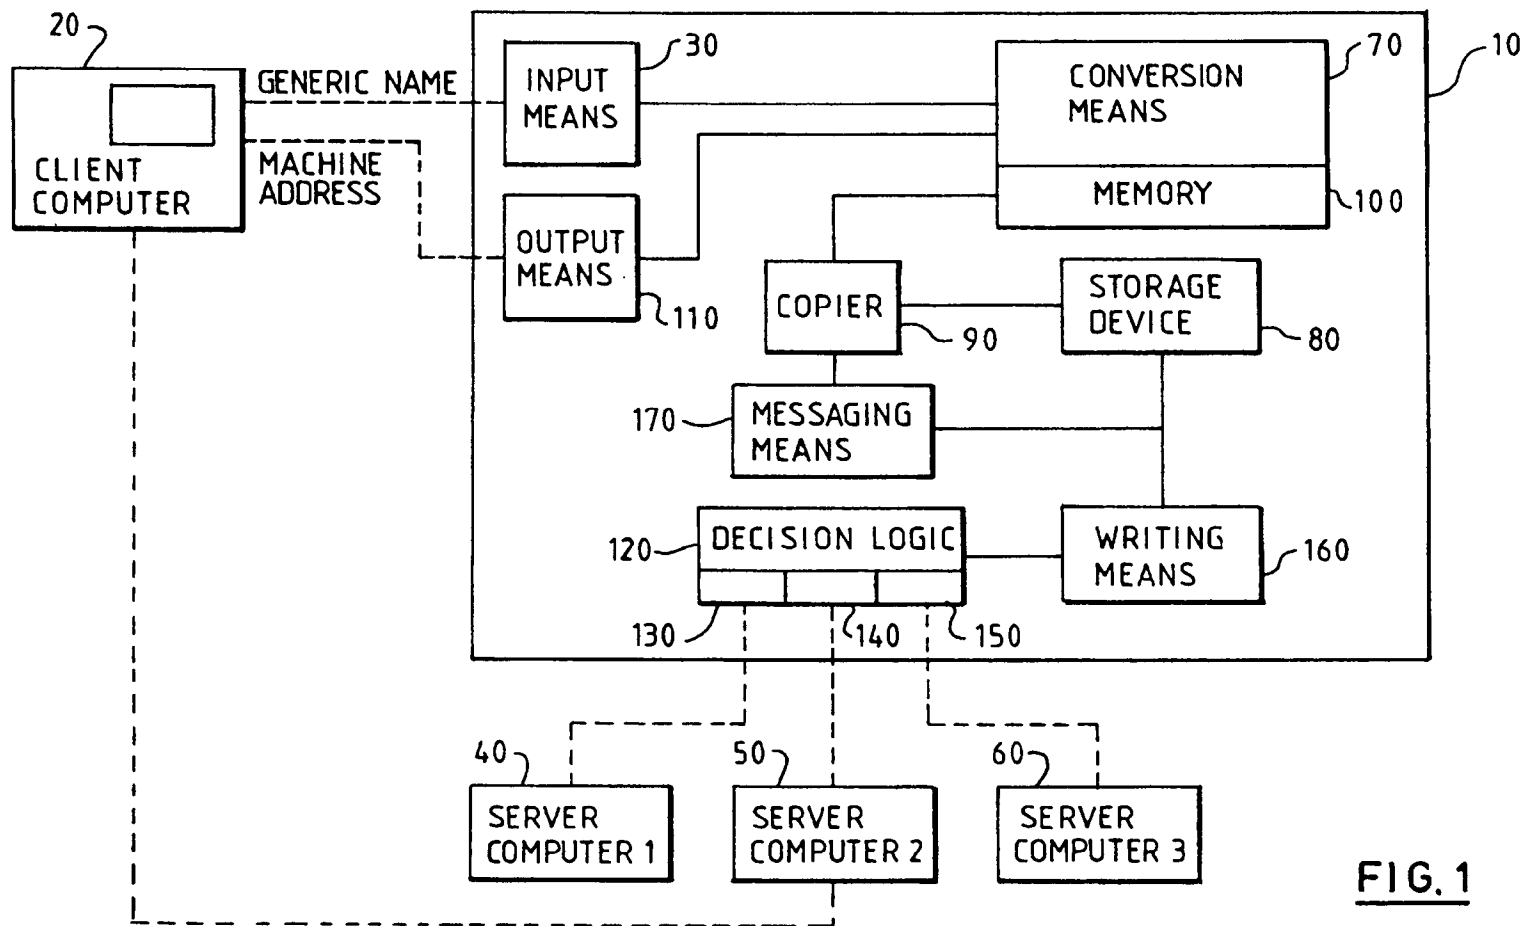 20
GENERIC NAME
MACHINE
ADDRESS
CLIENT
COMPUTER
INPUT
MEANS
30
CONVERSION
MEANS
70
10
MEMORY
100
OUTPUT
MEANS
110
COPIER
90
STORAGE
DEVICE
80
170
MESSAGING
MEANS
120
DECISION LOGIC
WRITING
MEANS
160
130
140
150
40
50
60
SERVER
COMPUTER 1
SERVER
COMPUTER 2
SERVER
COMPUTER 3
FIG. 1